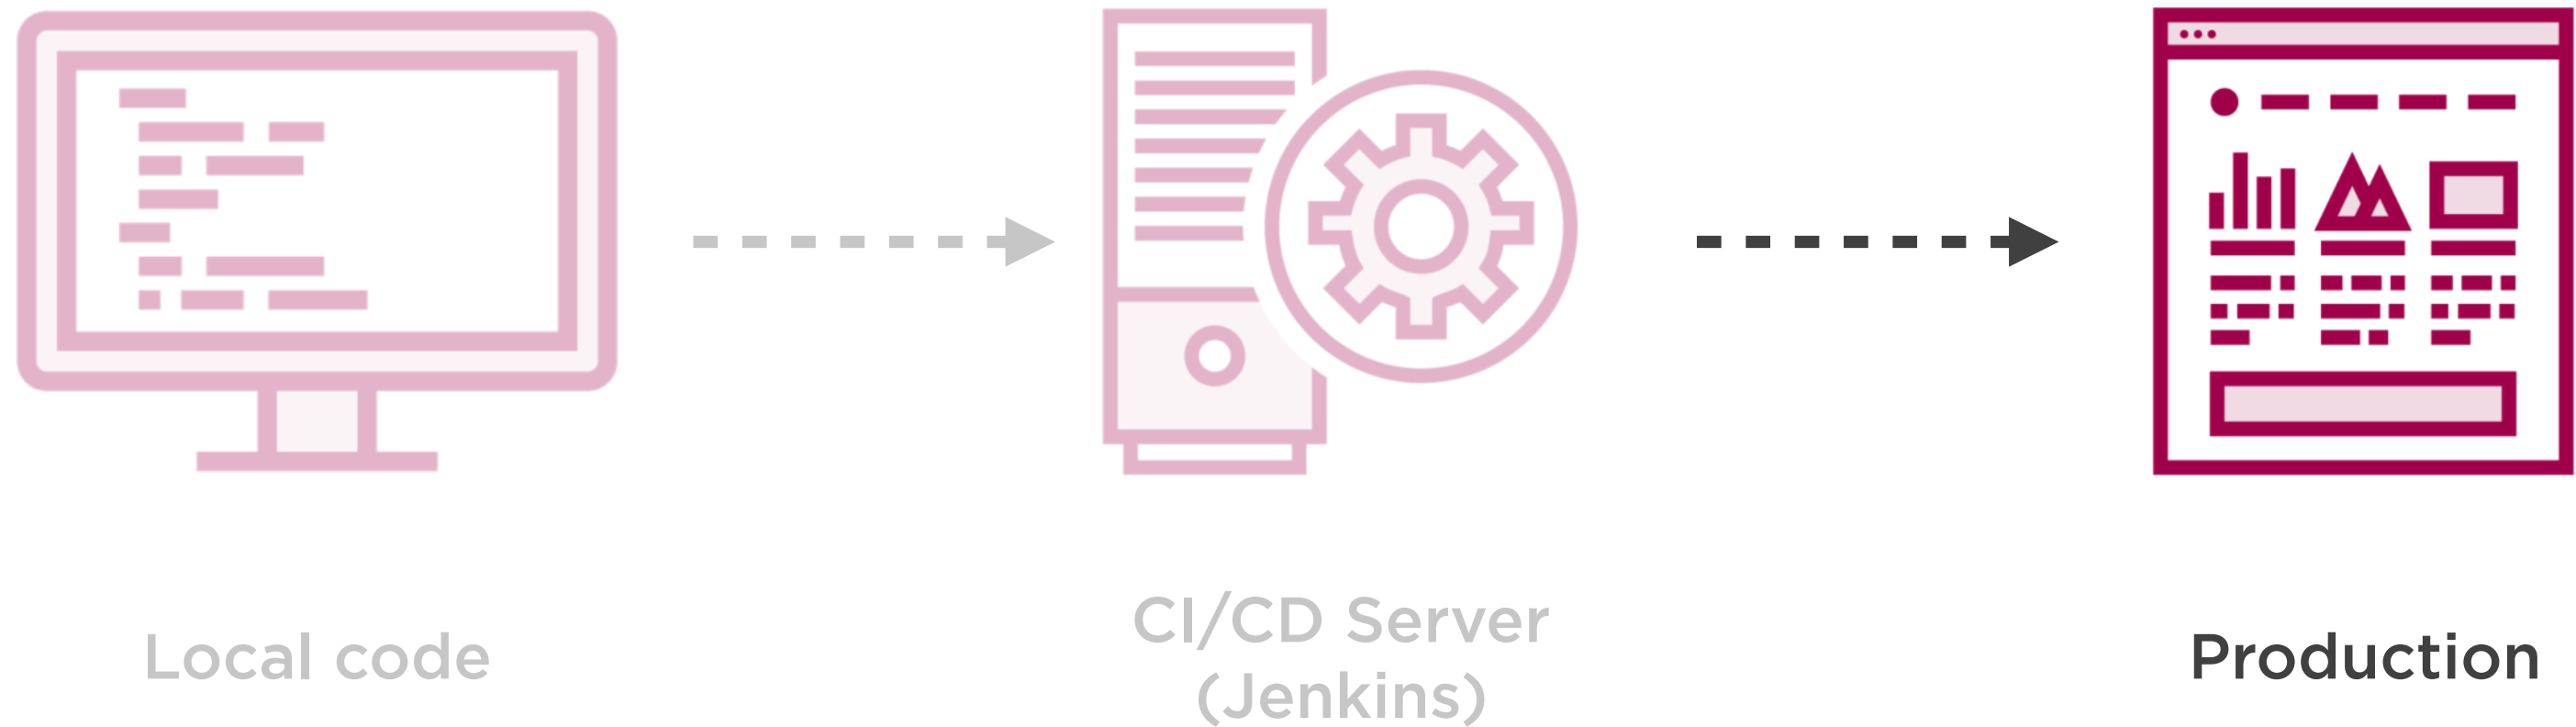 Local code
CI/CD Server
(Jenkins)
Production